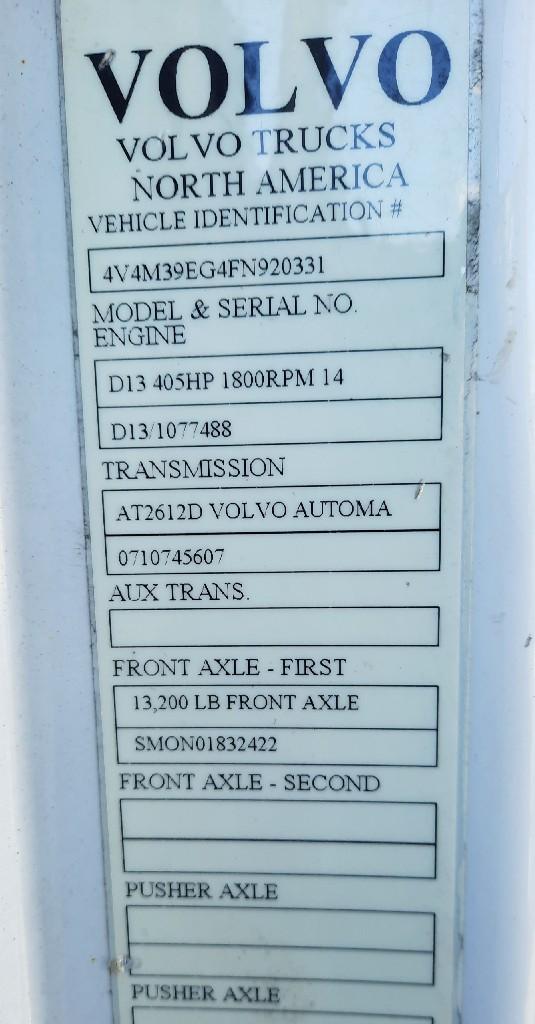 VOLVO
VOLVO TRUCKS
NORTH AMERICA
VEHICLE IDENTIFICATION #
4V4M39EG4FN920331
MODEL & SERIAL NO.
ENGINE
D13 405HP 1800RPM 14
D13/1077488
TRANSMISSION
AT2612D VOLVO AUTOMA
0710745607
AUX TRANS.
FRONT AXLE - FIRST
13,200 LB FRONT AXLE
SMON01832422
FRONT AXLE - SECOND
PUSHER AXLE
PUSHER AXLE